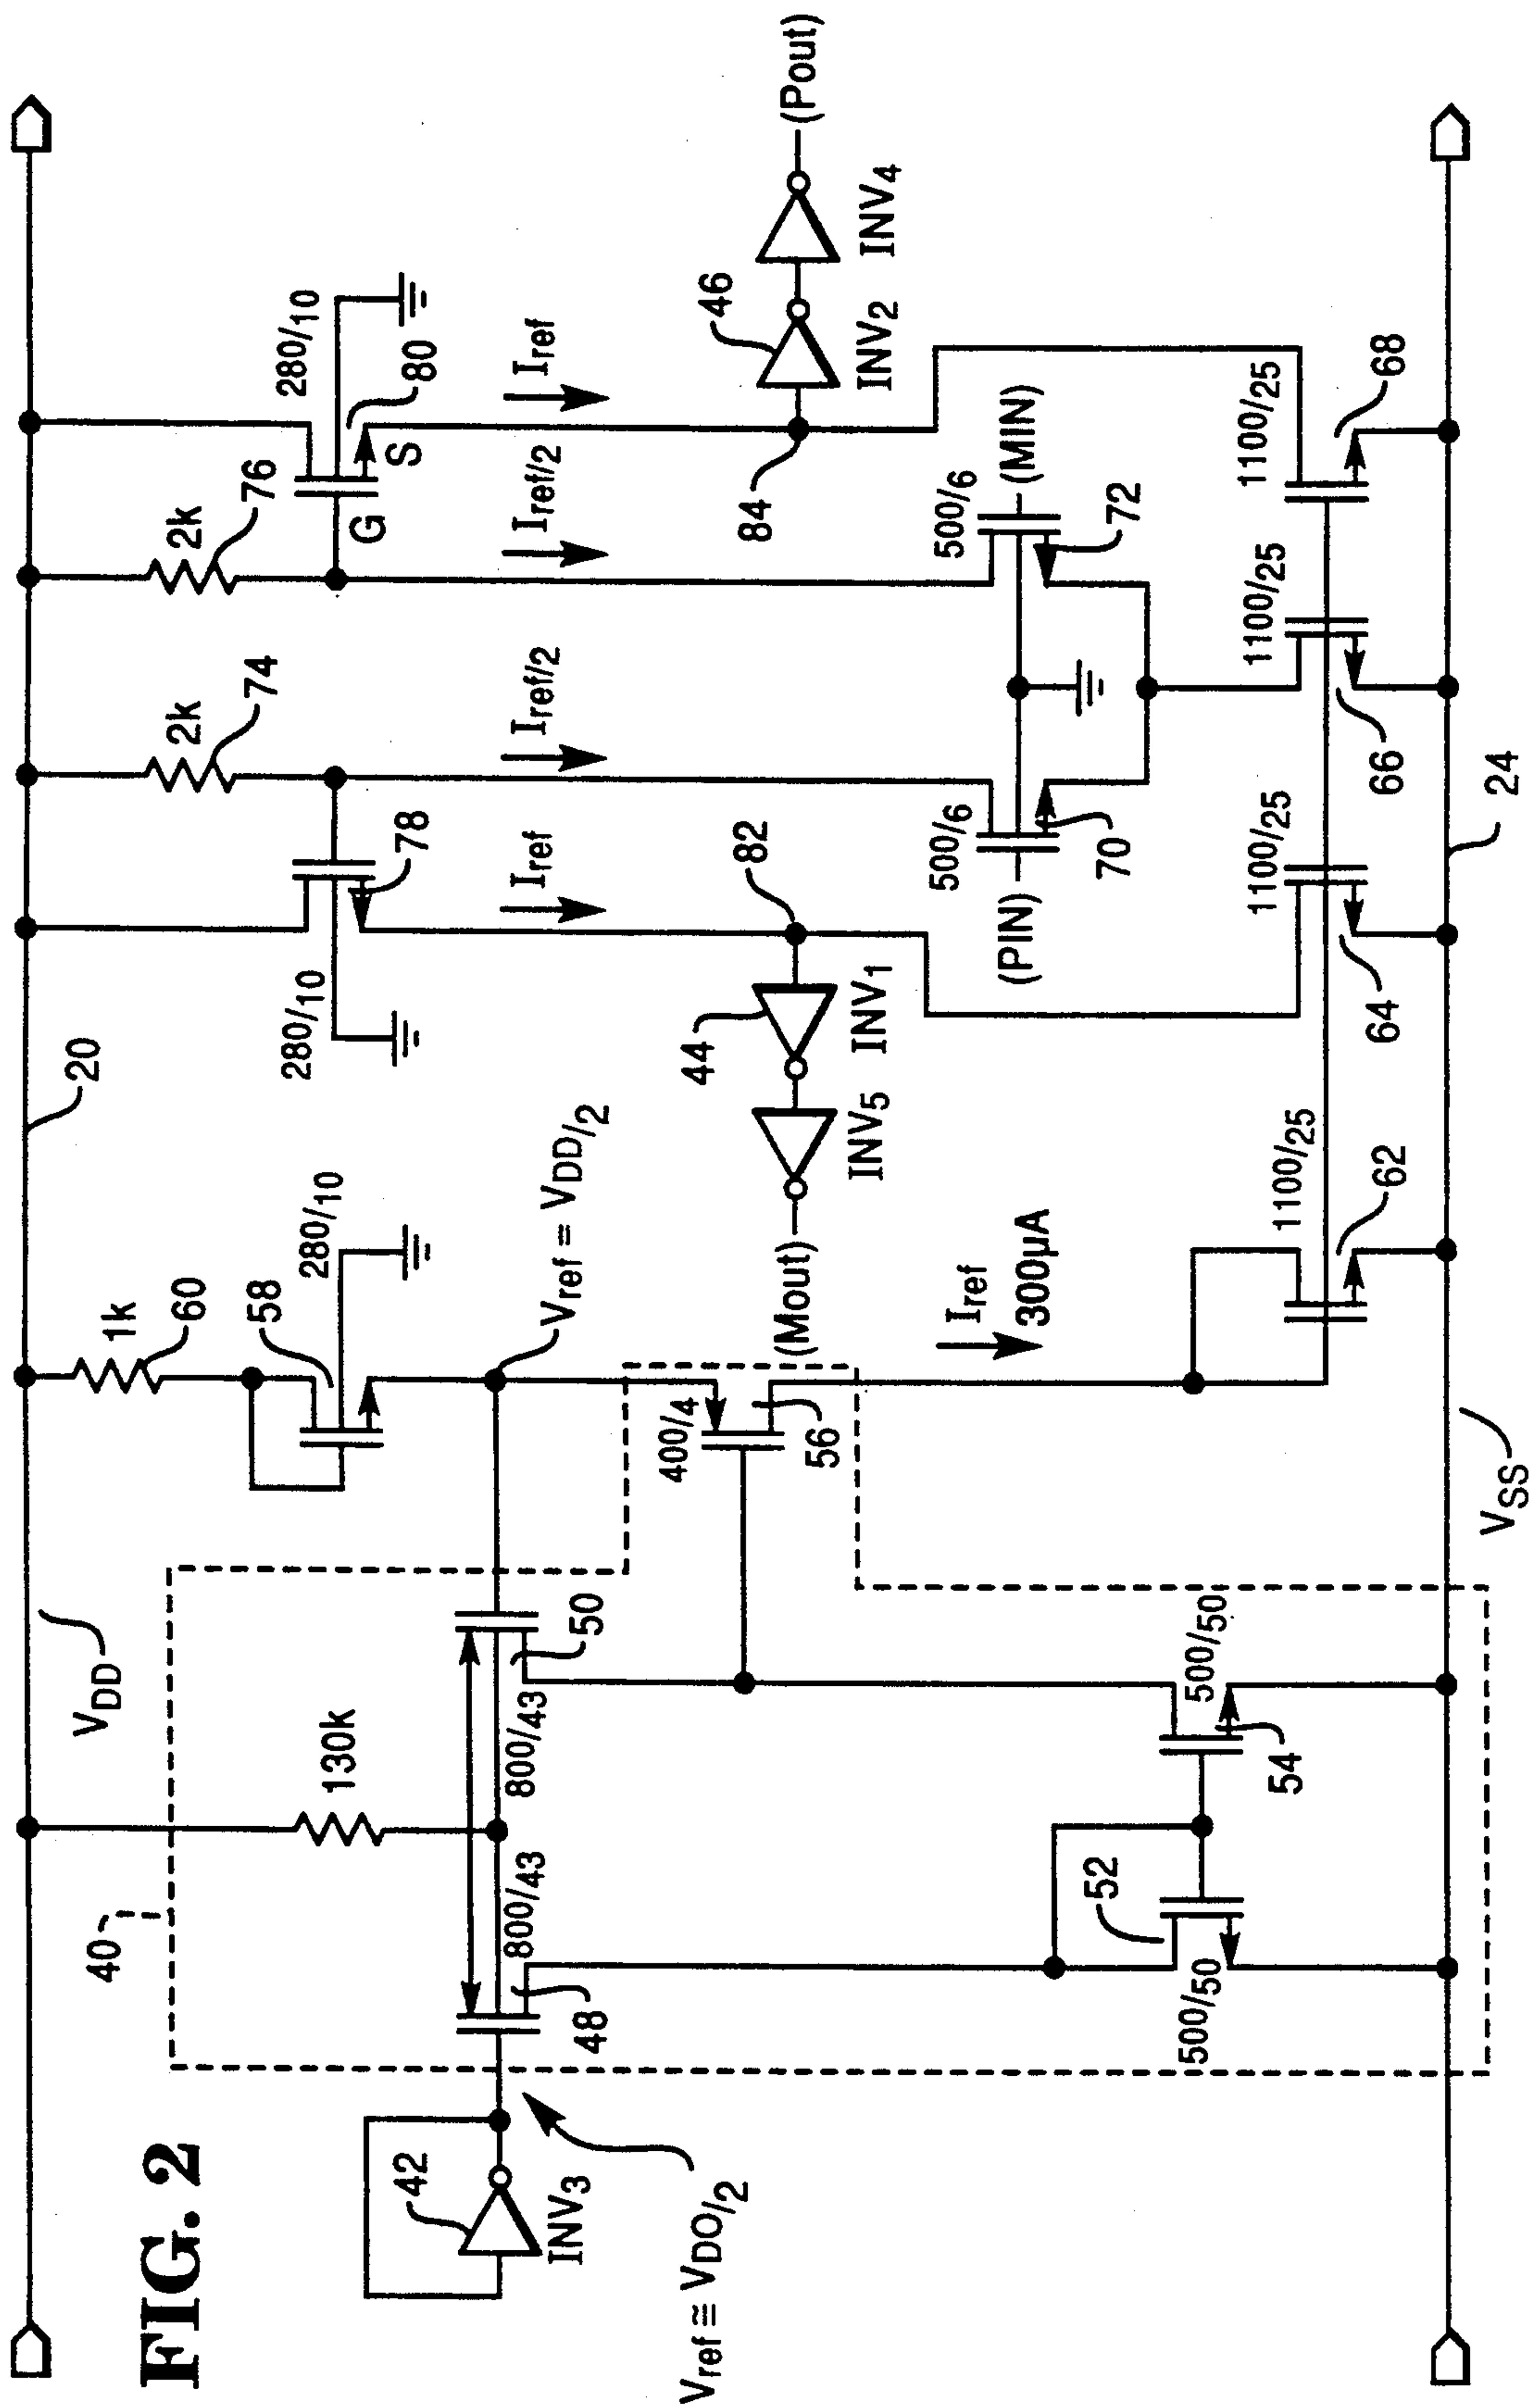 FIG. 2
20
VDD
40
130k
1k
60
58
280/10
Vref = VDD/2
2k
74
2k
76
280/10
78
280/10
G
S
80
Iref
Iref/2
Iref/2
Iref
42
INV3
Vref ≅ VDO/2
48
800/43
800/43
50
400/4
56
(Mout)
INV5
44
INV1
82
84
46
INV2
INV4
(Pout)
Iref
300μA
(PIN)
500/6
70
500/6
(MIN)
72
52
500/50
500/50
54
1100/25
62
1100/25
64
1100/25
66
1100/25
68
VSS
24